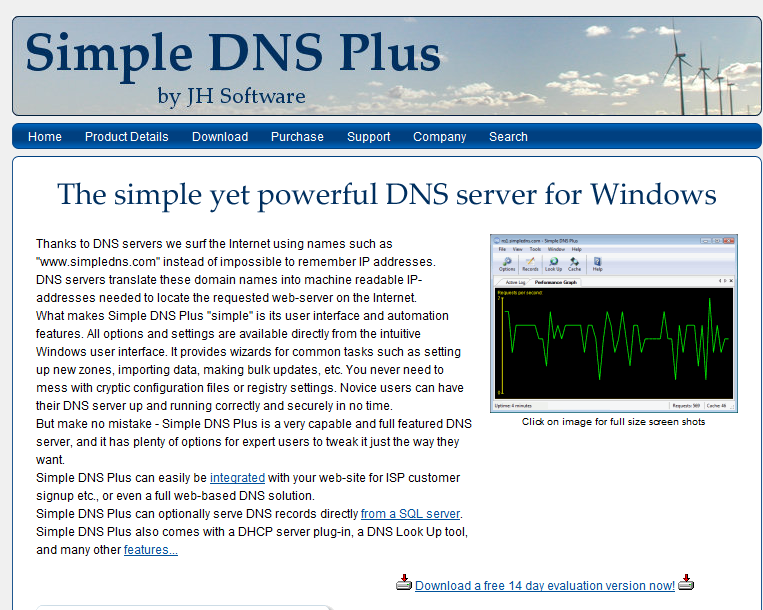 Simple DNS Plus
by JH Software
Home Product Details Download Purchase Support Company Search
The simple yet powerful DNS server for Windows
Thanks to DNS servers we surf the Internet using names such as
"www.simpledns.com" instead of impossible to remember IP addresses.
DNS servers translate these domain names into machine readable IP-
addresses needed to locate the requested web-server on the Internet.
What makes Simple DNS Plus "simple" is its user interface and automation
features. All options and settings are available directly from the intuitive
Windows user interface. It provides wizards for common tasks such as setting
up new zones, importing data, making bulk updates, etc. You never need to
mess with cryptic configuration files or registry settings. Novice users can have
their DNS server up and running correctly and securely in no time.
But make no mistake - Simple DNS Plus is a very capable and full featured DNS
server, and it has plenty of options for expert users to tweak it just the way they
want.
Simple DNS Plus can easily be integrated with your web-site for ISP customer
signup etc., or even a full web-based DNS solution.
Simple DNS Plus can optionally serve DNS records directly from a SQL server.
Simple DNS Plus also comes with a DHCP server plug-in, a DNS Look Up tool,
and many other features...
ns1.simpledns.com - Simple DNS Plus
File View Tools Window Help
Options Records Look Up Cache Help
Active Log Performance Graph
Requests per second:
7
0
Uptime: 4 minutes Requests: 969 Cache: 46
Click on image for full size screen shots
Download a free 14 day evaluation version now!